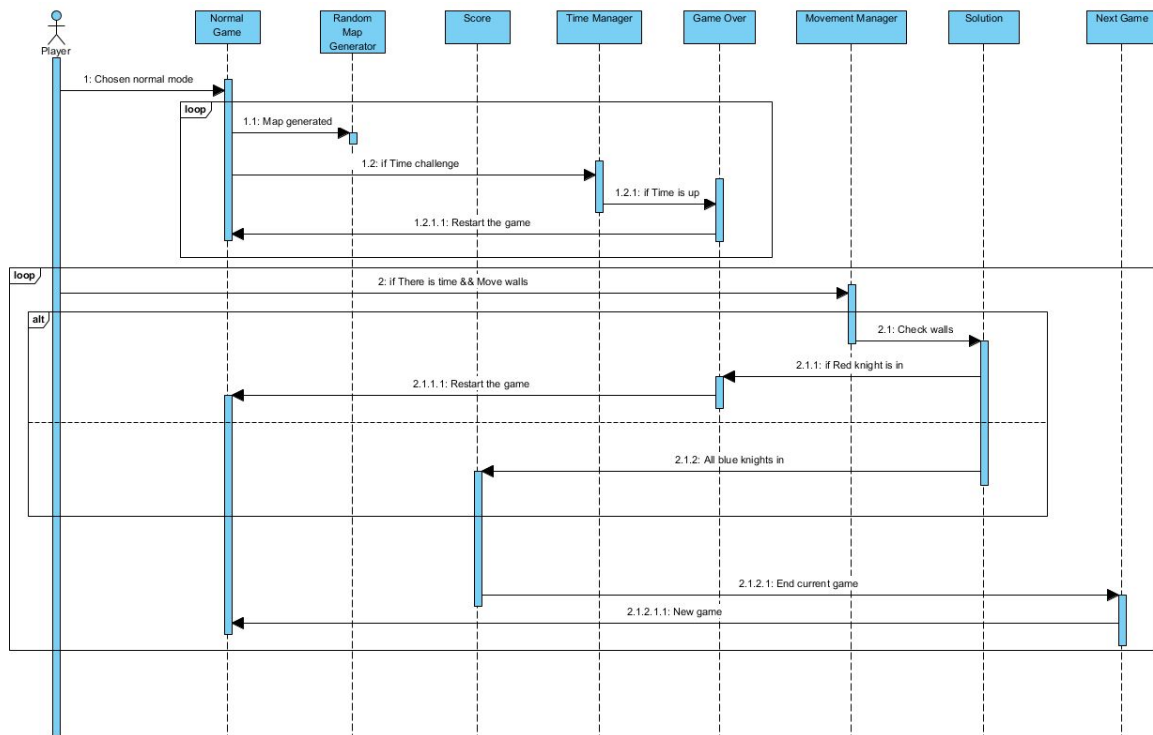 Player
Normal
Game
Random
Map
Generator
Score
Time Manager
Game Over
Movement Manager
Solution
Next Game
1: Chosen normal mode
loop
1.1: Map generated
1.2: if Time challenge
1.2.1: if Time is up
1.2.1.1: Restart the game
loop
2: if There is time && Move walls
alt
2.1: Check walls
2.1.1: if Red knight is in
2.1.1.1: Restart the game
2.1.2: All blue knights in
2.1.2.1: End current game
2.1.2.1.1: New game